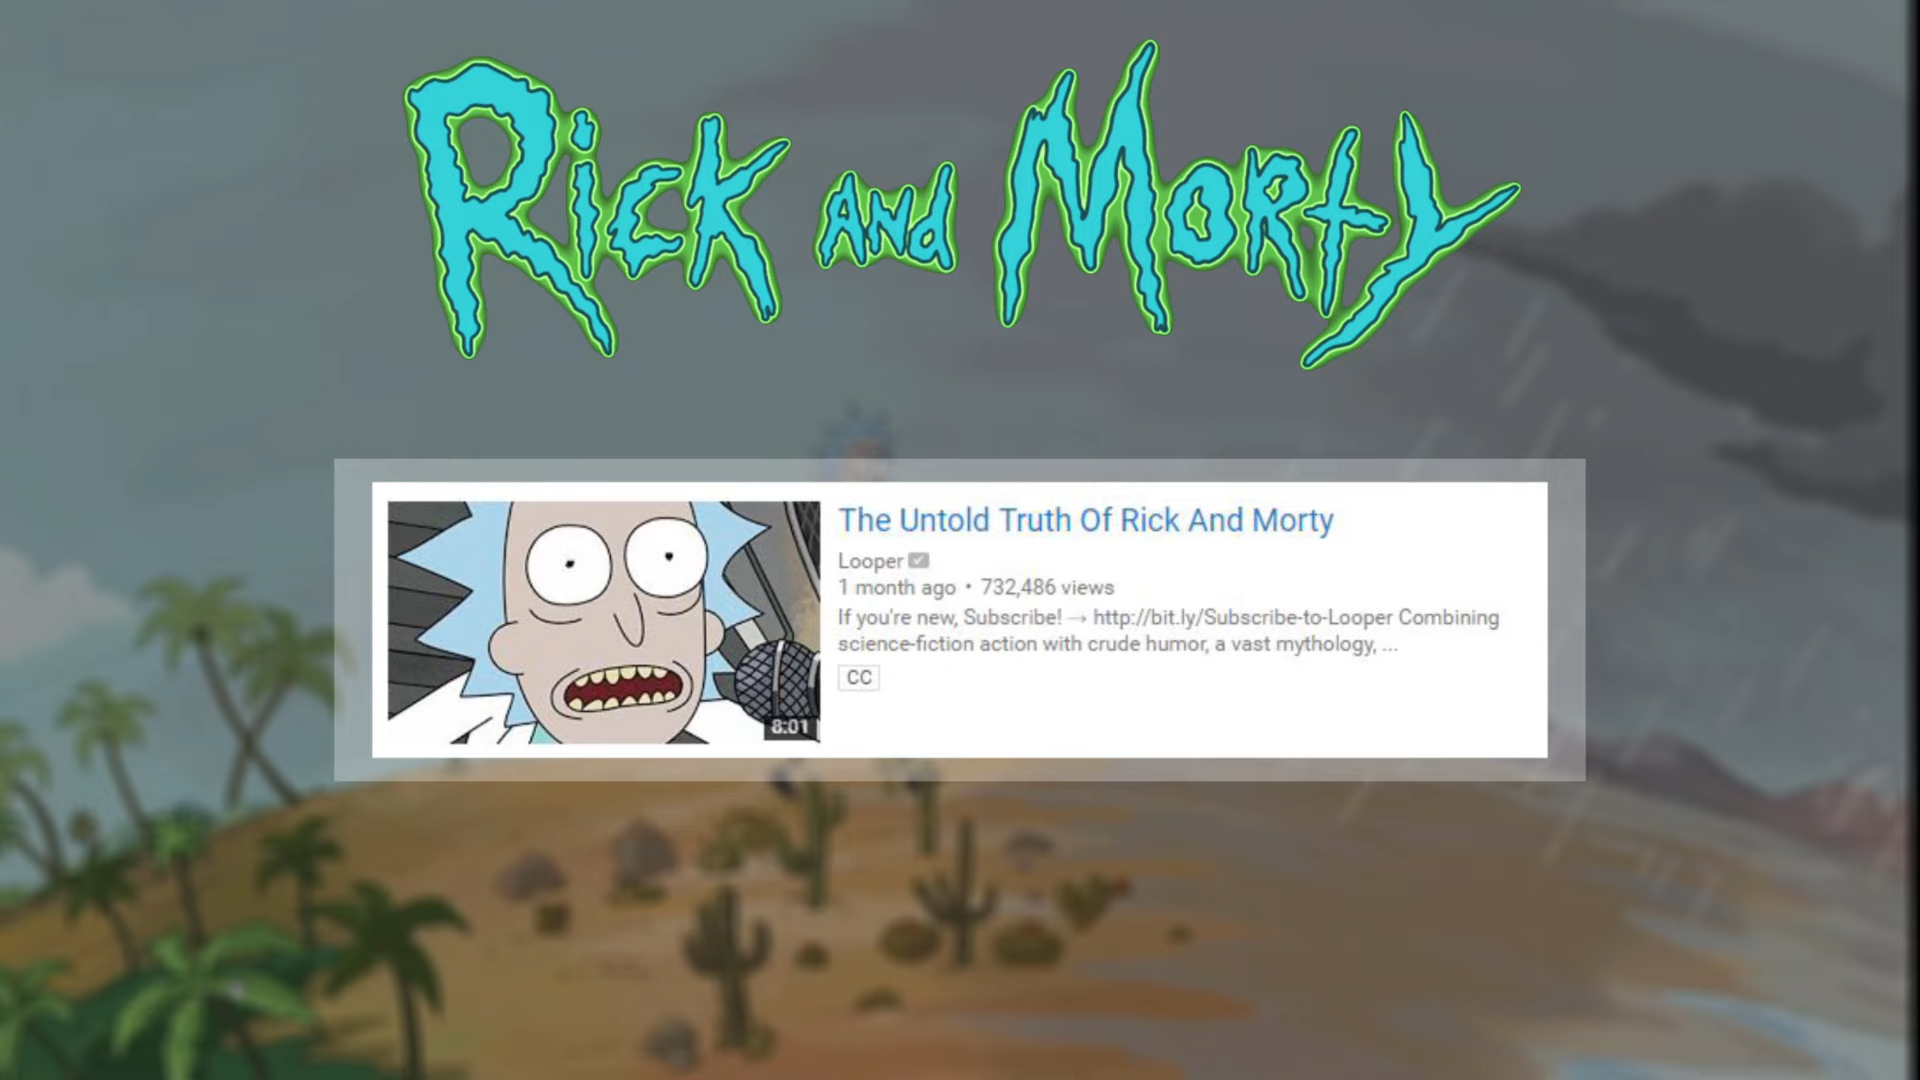 Rick and Morty
The Untold Truth Of Rick And Morty
Looper
1 month ago • 732,486 views
If you're new, Subscribe! → http://bit.ly/Subscribe-to-Looper Combining
science-fiction action with crude humor, a vast mythology, ...
CC
8:01